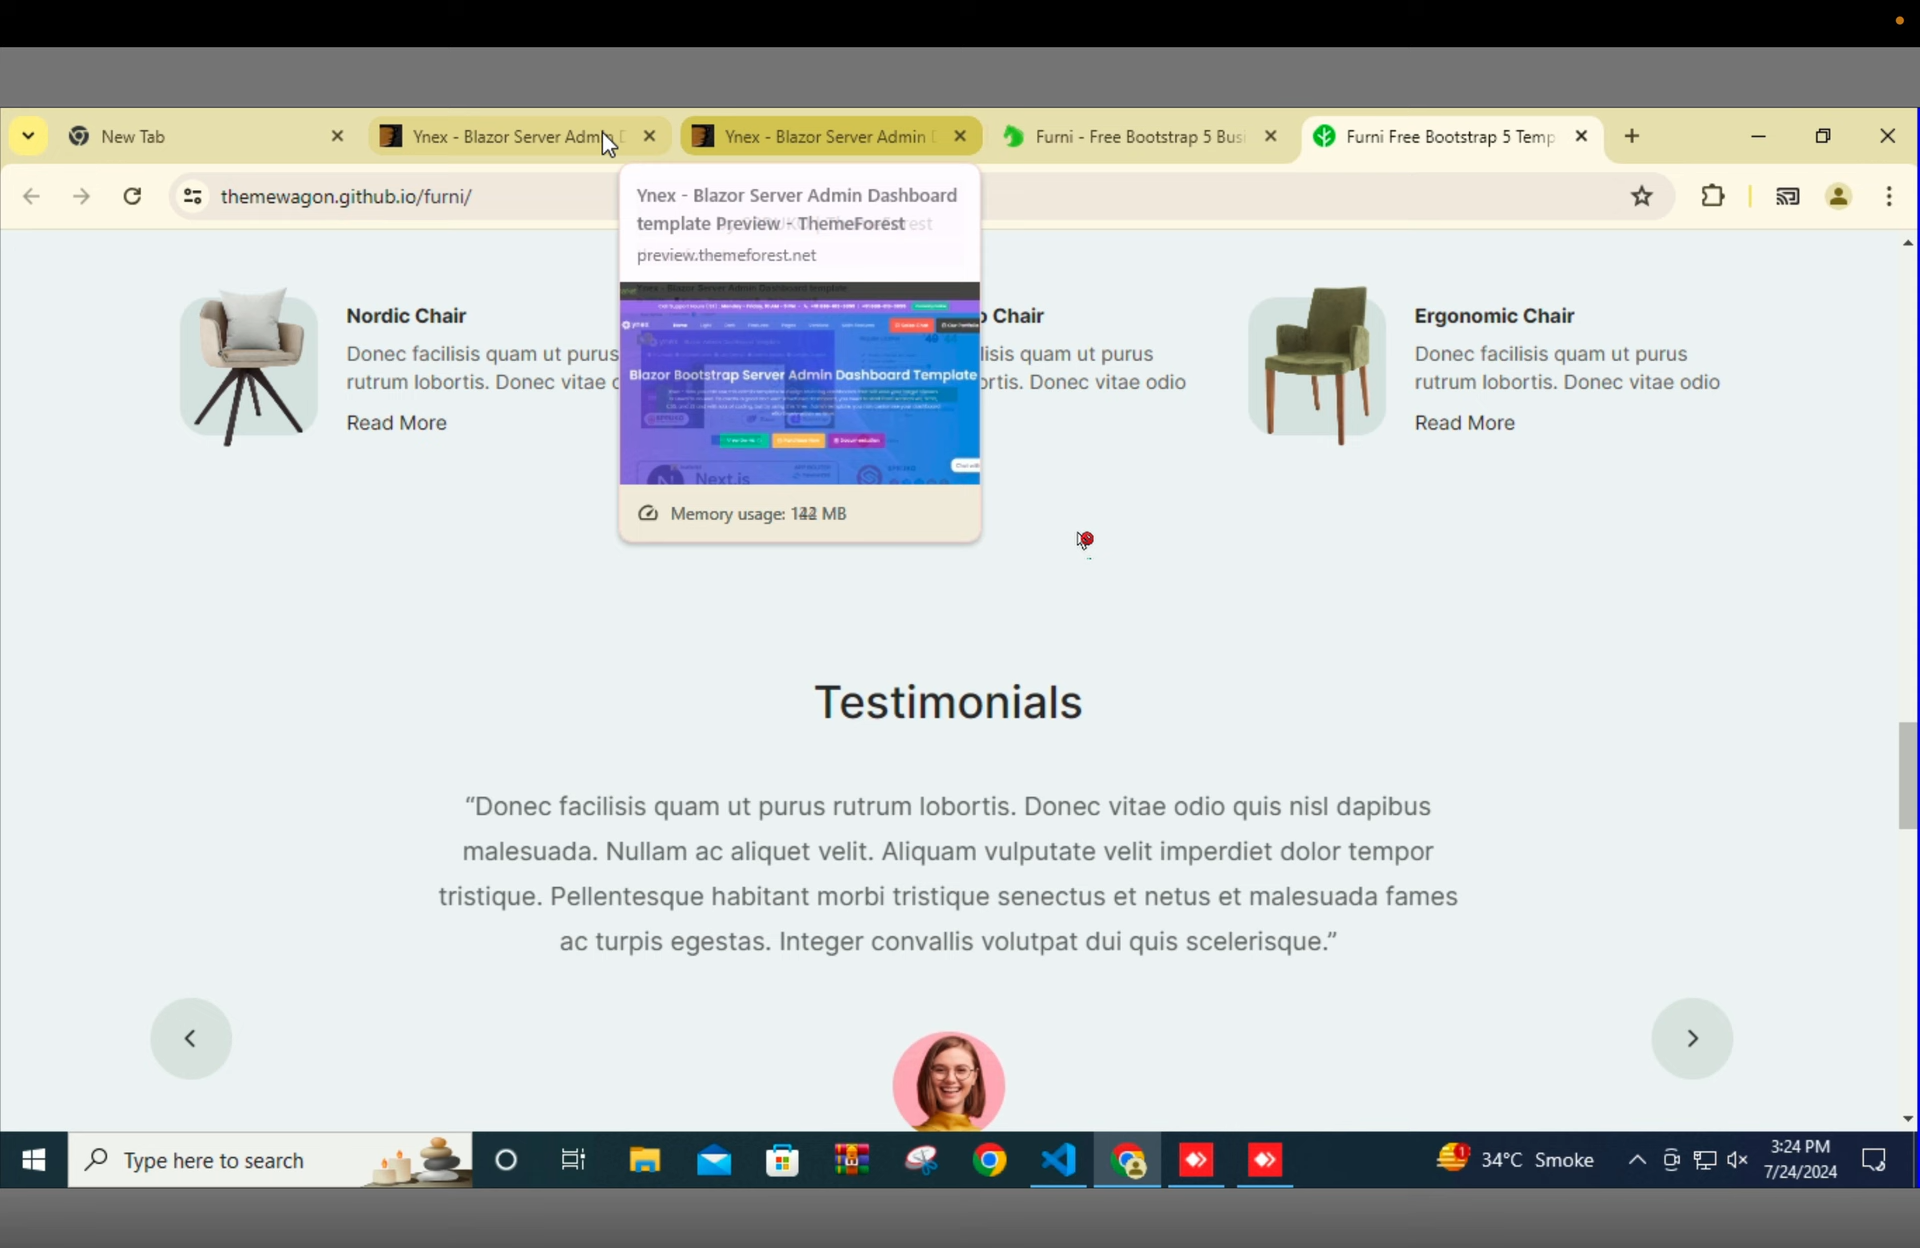 New Tab
Ynex - Blazor Server Admin D
Ynex - Blazor Server Admin D
Furni - Free Bootstrap 5 Busi
Furni Free Bootstrap 5 Temp
themewagon.github.io/furni/
Ynex - Blazor Server Admin Dashboard
template Preview - ThemeForest
preview.themeforest.net
Blazor Bootstrap Server Admin Dashboard Template
Next.js
Memory usage: MB
Nordic Chair
Donec facilisis quam ut purus
rutrum lobortis. Donec vitae o
Read More
o Chair
lisis quam ut purus
ortis. Donec vitae odio
Ergonomic Chair
Donec facilisis quam ut purus
rutrum lobortis. Donec vitae odio
Read More
Testimonials
“Donec facilisis quam ut purus rutrum lobortis. Donec vitae odio quis nisl dapibus
malesuada. Nullam ac aliquet velit. Aliquam vulputate velit imperdiet dolor tempor
tristique. Pellentesque habitant morbi tristique senectus et netus et malesuada fames
ac turpis egestas. Integer convallis volutpat dui quis scelerisque.”
Type here to search
1
34°C Smoke
3:24 PM
7/24/2024